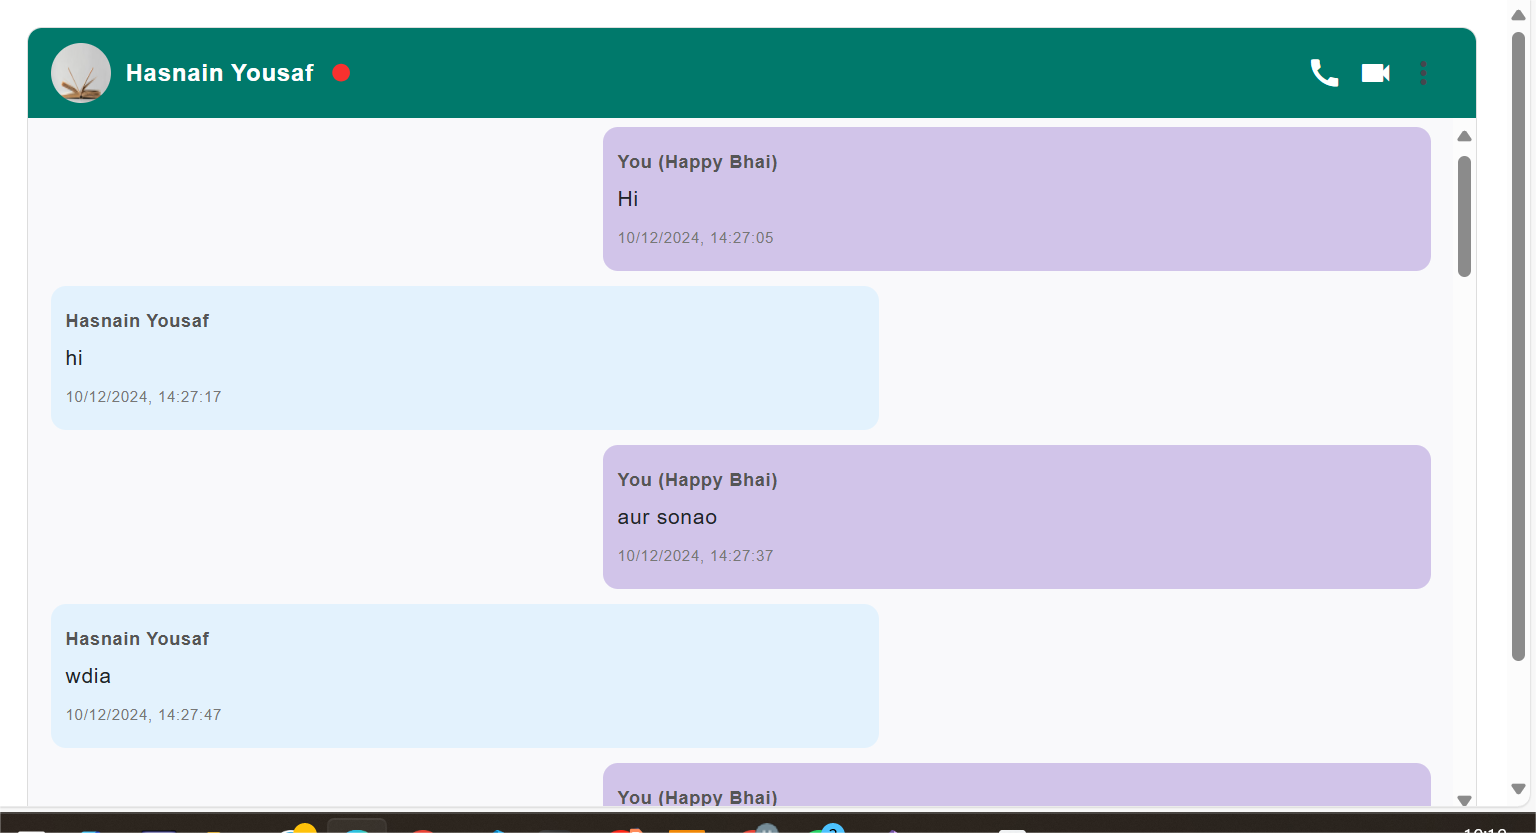 Hasnain Yousaf
You (Happy Bhai)
Hi
10/12/2024, 14:27:05
Hasnain Yousaf
hi
10/12/2024, 14:27:17
You (Happy Bhai)
aur sonao
10/12/2024, 14:27:37
Hasnain Yousaf
wdia
10/12/2024, 14:27:47
You (Happy Bhai)